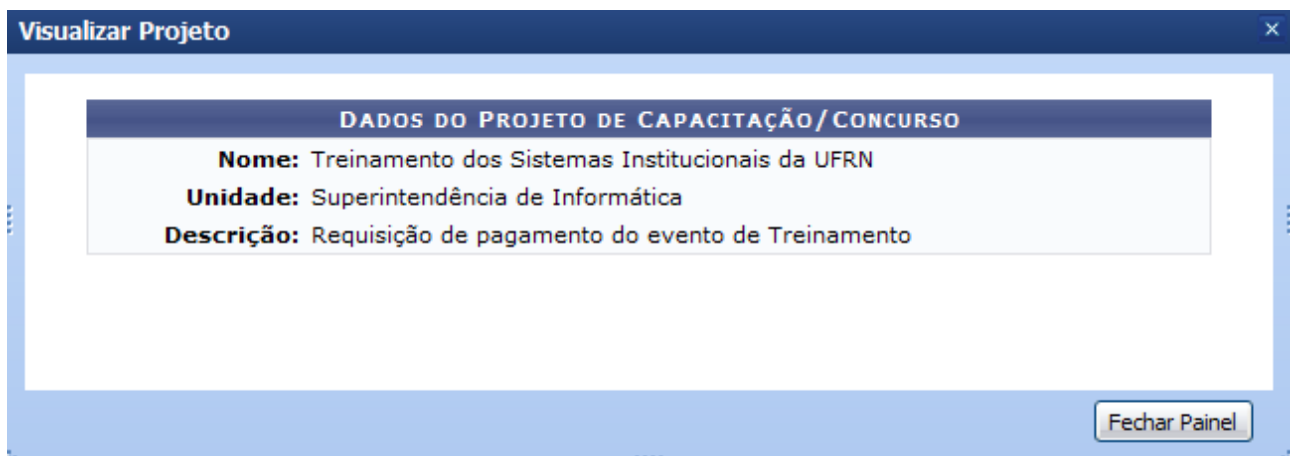 Visualizar Projeto
DADOS DO PROJETO DE CAPACITAÇÃO/CONCURSO
Nome: Treinamento dos Sistemas Institucionais da UFRN
Unidade: Superintendência de Informática
Descrição: Requisição de pagamento do evento de Treinamento
Fechar Painel